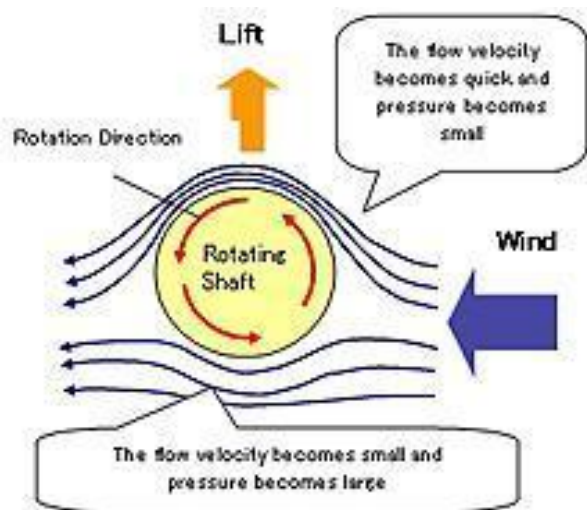 Lift
The flow velocity
becomes quick and
pressure becomes
small
Rotation Direction
Rotating
Shaft
Wind
The flow velocity becomes small and
pressure becomes large